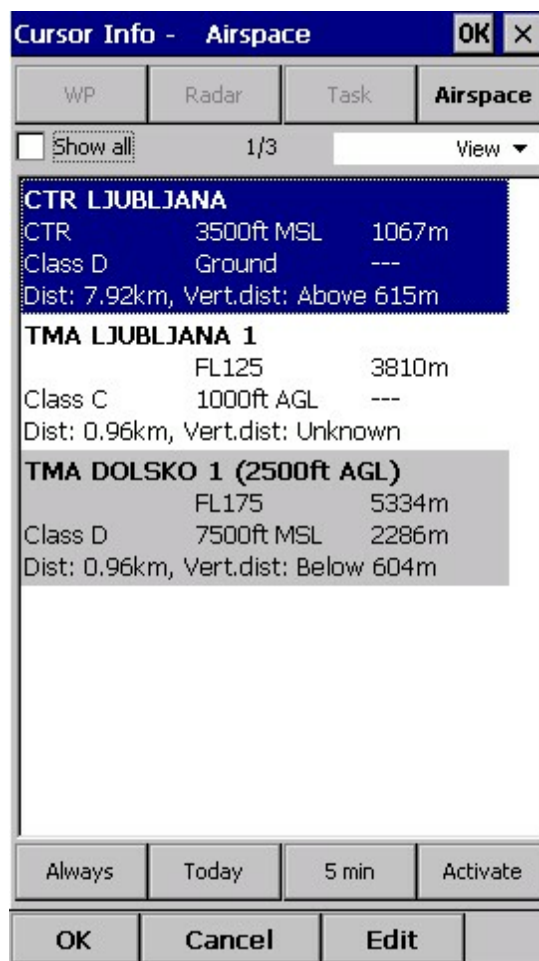 Cursor Info - Airspace OK ×
WP Radar Task Airspace
Show all 1/3 View
CTR LJUBLJANA
CTR 3500ft MSL 1067m
Class D Ground ---
Dist: 7.92km, Vert.dist: Above 615m
TMA LJUBLJANA 1
FL125 3810m
Class C 1000ft AGL ---
Dist: 0.96km, Vert.dist: Unknown
TMA DOLSKO 1 (2500ft AGL)
FL175 5334m
Class D 7500ft MSL 2286m
Dist: 0.96km, Vert.dist: Below 604m
Always Today 5 min Activate
OK Cancel Edit